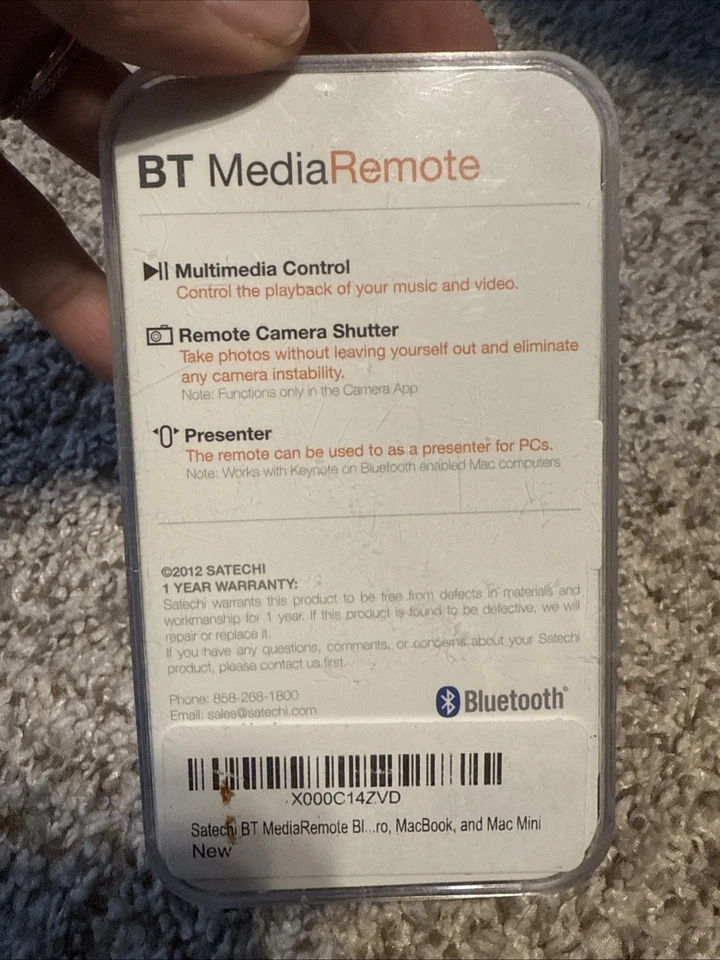 BT MediaRemote
Multimedia Control
Control the playback of your music and video.
Remote Camera Shutter
Take photos without leaving yourself out and eliminate
any camera instability.
Note: Functions only in the Camera App
Presenter
The remote can be used to as a presenter for PCs.
Note: Works with Keynote on Bluetooth enabled Mac computers
©2012 SATECHI
1 YEAR WARRANTY:
Satechi warrants this product to be free from defects in materials and
workmanship for 1 year. If this product is found to be defective, we will
repair or replace it.
If you have any questions, comments, or concerns about your Satechi
product, please contact us first.
Phone: 858-268-1800
Email: sales@satechi.com
Bluetooth®
X000C14ZVD
Satechi BT MediaRemote Bl...ro, MacBook, and Mac Mini
New